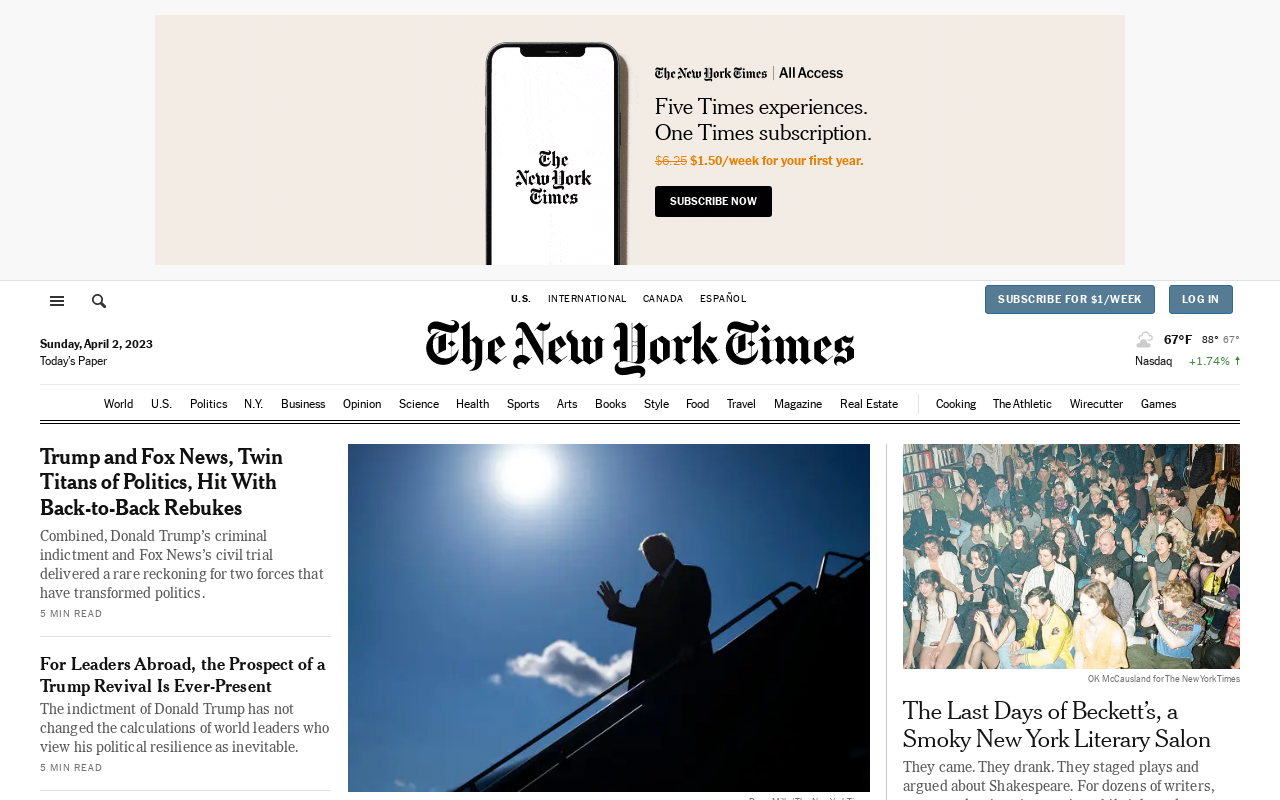 The New York Times
The New York Times | All Access
Five Times experiences.
One Times subscription.
$6.25 $1.50/week for your first year.
SUBSCRIBE NOW
U.S. INTERNATIONAL CANADA ESPAÑOL
SUBSCRIBE FOR $1/WEEK
LOG IN
Sunday, April 2, 2023
Today's Paper
The New York Times
67°F 88° 67°
Nasdaq +1.74% ↑
World U.S. Politics N.Y. Business Opinion Science Health Sports Arts Books Style Food Travel Magazine Real Estate Cooking The Athletic Wirecutter Games
Trump and Fox News, Twin
Titans of Politics, Hit With
Back-to-Back Rebukes
Combined, Donald Trump's criminal
indictment and Fox News's civil trial
delivered a rare reckoning for two forces that
have transformed politics.
5 MIN READ
For Leaders Abroad, the Prospect of a
Trump Revival Is Ever-Present
The indictment of Donald Trump has not
changed the calculations of world leaders who
view his political resilience as inevitable.
5 MIN READ
OK McCausland for The New York Times
The Last Days of Beckett's, a
Smoky New York Literary Salon
They came. They drank. They staged plays and
argued about Shakespeare. For dozens of writers,